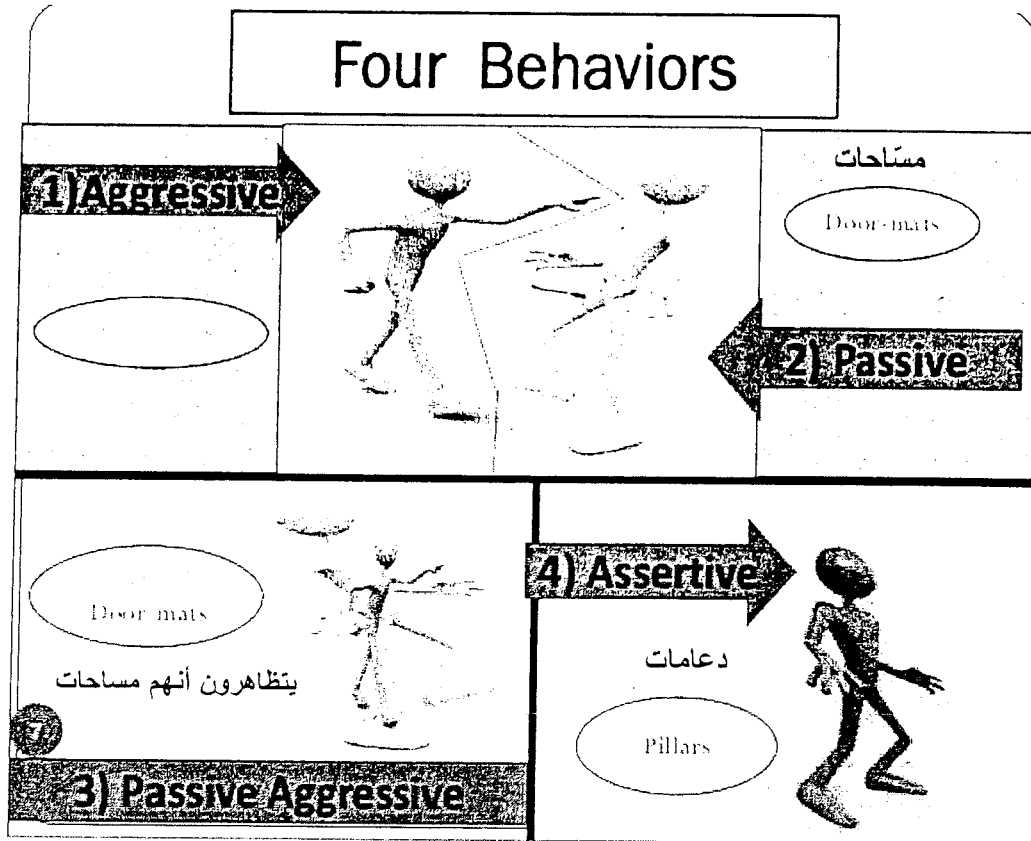 Four Behaviors
1)Aggressive
مسّاحات
Door-mats
2) Passive
Door mats
يتظاهرون أنهم مساحات
7
3) Passive Aggressive
4) Assertive
دعامات
Pillars